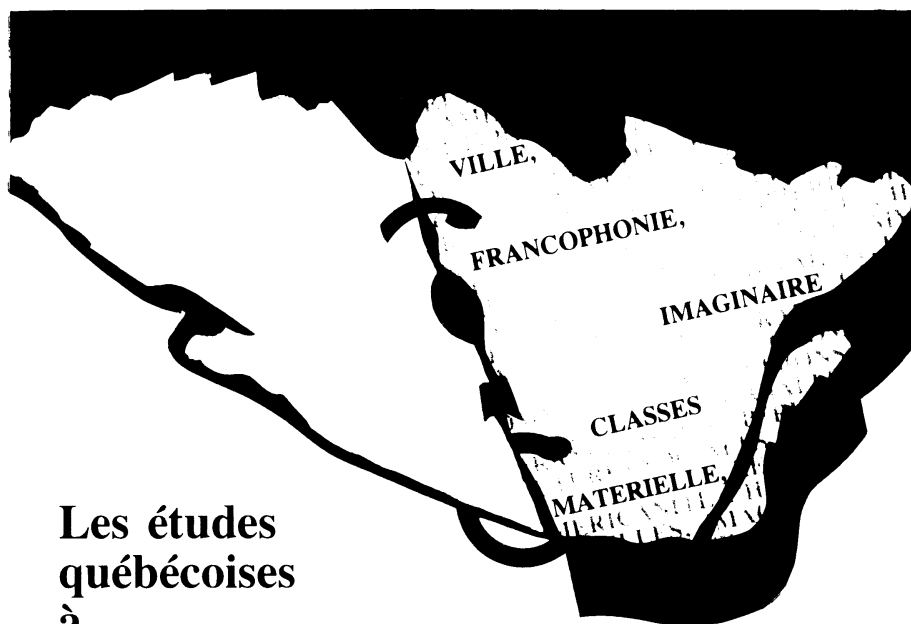 VILLE,
FRANCOPHONIE,
IMAGINAIRE
CLASSES
MATERIELLE,
Les études
québécoises
à